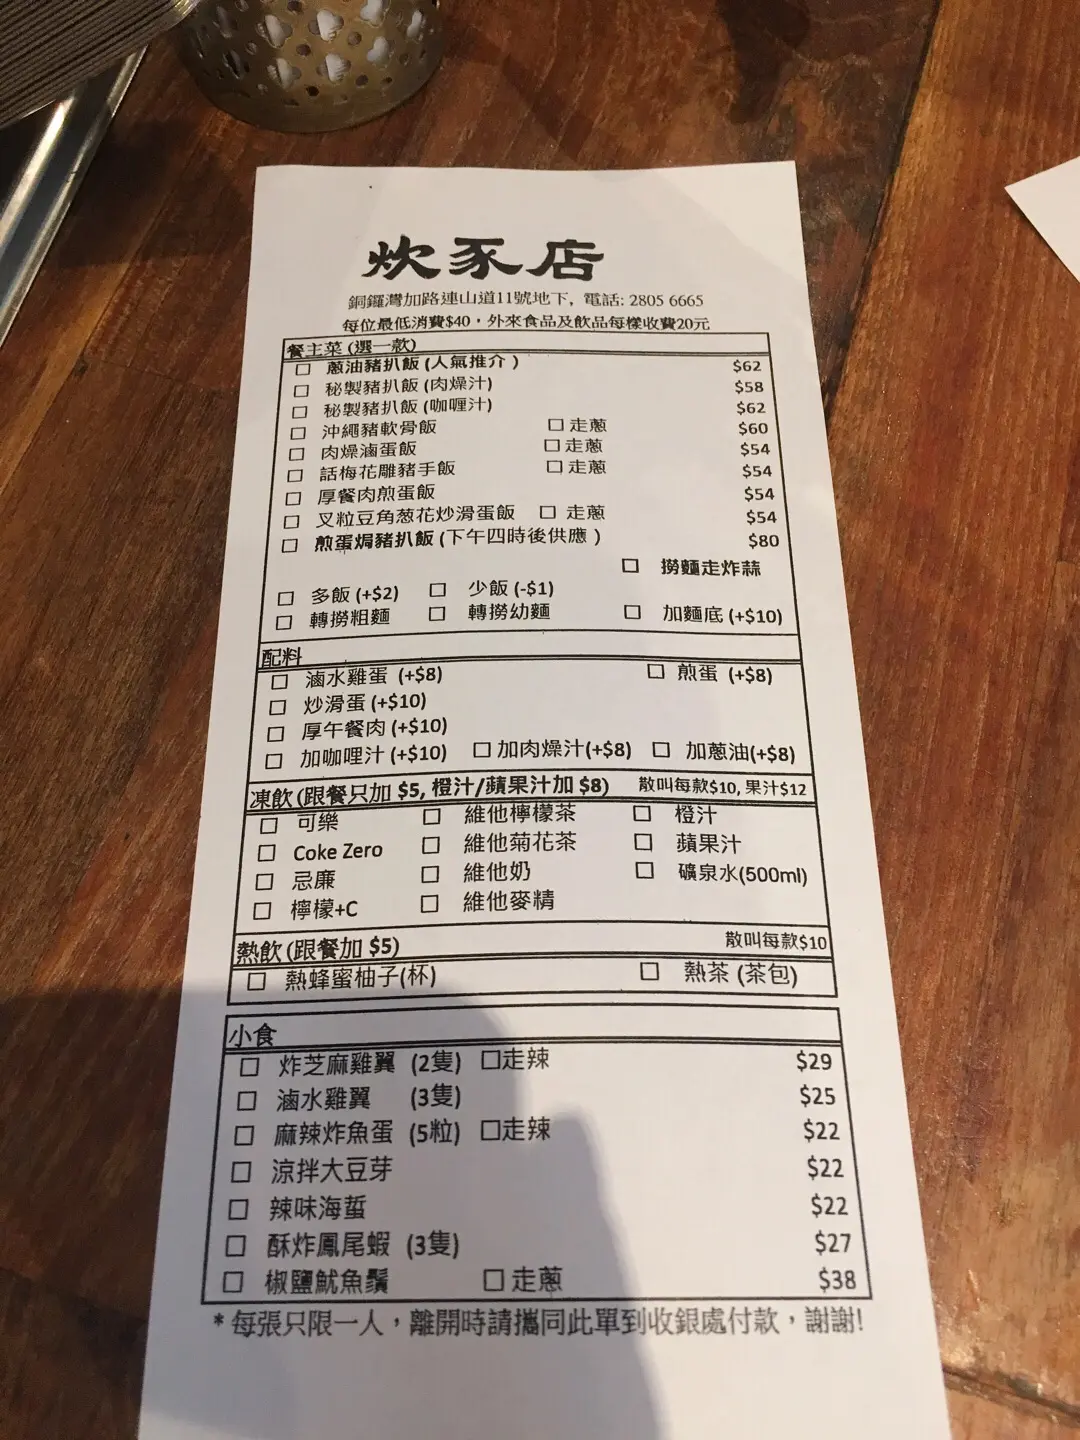 炊豕店
銅鑼灣加路連山道11號地下, 電話: 2805 6665
每位最低消費$40，外來食品及飲品每樣收費20元
餐主菜 (選一款)
☐ 蔥油豬扒飯 (人氣推介 ) $62
☐ 秘製豬扒飯 (肉燥汁) $58
☐ 秘製豬扒飯 (咖喱汁) $62
☐ 沖繩豬軟骨飯 ☐ 走蔥 $60
☐ 肉燥滷蛋飯 ☐ 走蔥 $54
☐ 話梅花雕豬手飯 ☐ 走蔥 $54
☐ 厚餐肉煎蛋飯 $54
☐ 叉粒豆角葱花炒滑蛋飯 ☐ 走蔥 $54
☐ 煎蛋焗豬扒飯 (下午四時後供應 ) $80
☐ 撈麵走炸蒜
☐ 多飯 (+$2) ☐ 少飯 (-$1)
☐ 轉撈粗麵 ☐ 轉撈幼麵 ☐ 加麵底 (+$10)
配料
☐ 滷水雞蛋 (+$8) ☐ 煎蛋 (+$8)
☐ 炒滑蛋 (+$10)
☐ 厚午餐肉 (+$10)
☐ 加咖哩汁 (+$10) ☐ 加肉燥汁(+$8) ☐ 加蔥油(+$8)
凍飲 (跟餐只加 $5, 橙汁/蘋果汁加 $8) 散叫每款$10, 果汁$12
☐ 可樂 ☐ 維他檸檬茶 ☐ 橙汁
☐ Coke Zero ☐ 維他菊花茶 ☐ 蘋果汁
☐ 忌廉 ☐ 維他奶 ☐ 礦泉水(500ml)
☐ 檸檬+C ☐ 維他麥精
熱飲 (跟餐加 $5) 散叫每款$10
☐ 熱蜂蜜柚子(杯) ☐ 熱茶 (茶包)
小食
☐ 炸芝麻雞翼 (2隻) ☐走辣 $29
☐ 滷水雞翼 (3隻) $25
☐ 麻辣炸魚蛋 (5粒) ☐走辣 $22
☐ 涼拌大豆芽 $22
☐ 辣味海蜇 $22
☐ 酥炸鳳尾蝦 (3隻) $27
☐ 椒鹽魷魚鬚 ☐ 走蔥 $38
* 每張只限一人，離開時請攜同此單到收銀處付款，謝謝!